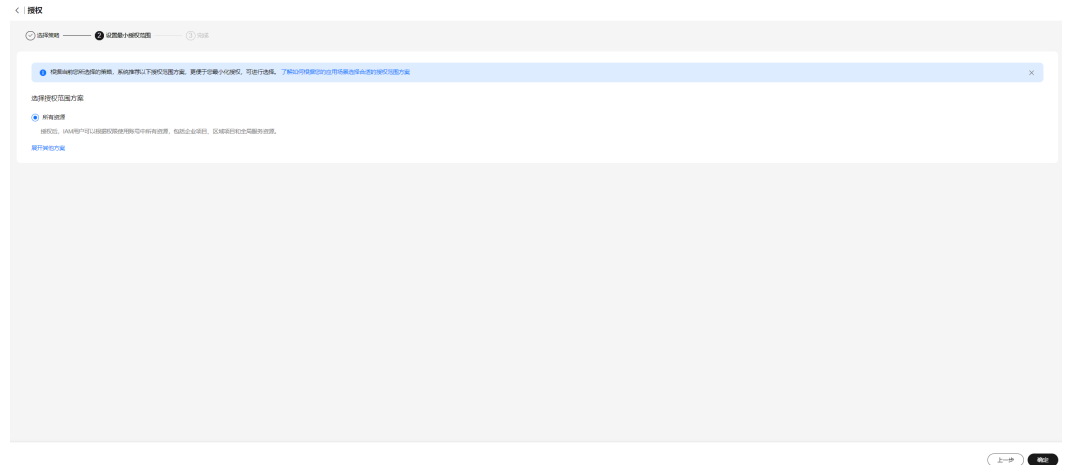 授权
选择策略
2 设置最小授权范围
3 完成
根据当前您所选择的策略，系统推荐以下授权范围方案，更便于您最小化授权，可进行选择。了解如何根据您的应用场景选择合适的授权范围方案
选择授权范围方案
所有资源
授权后，IAM用户可以根据权限使用账号中所有资源，包括企业项目、区域项目和全局服务资源。
展开其他方案
上一步
确定